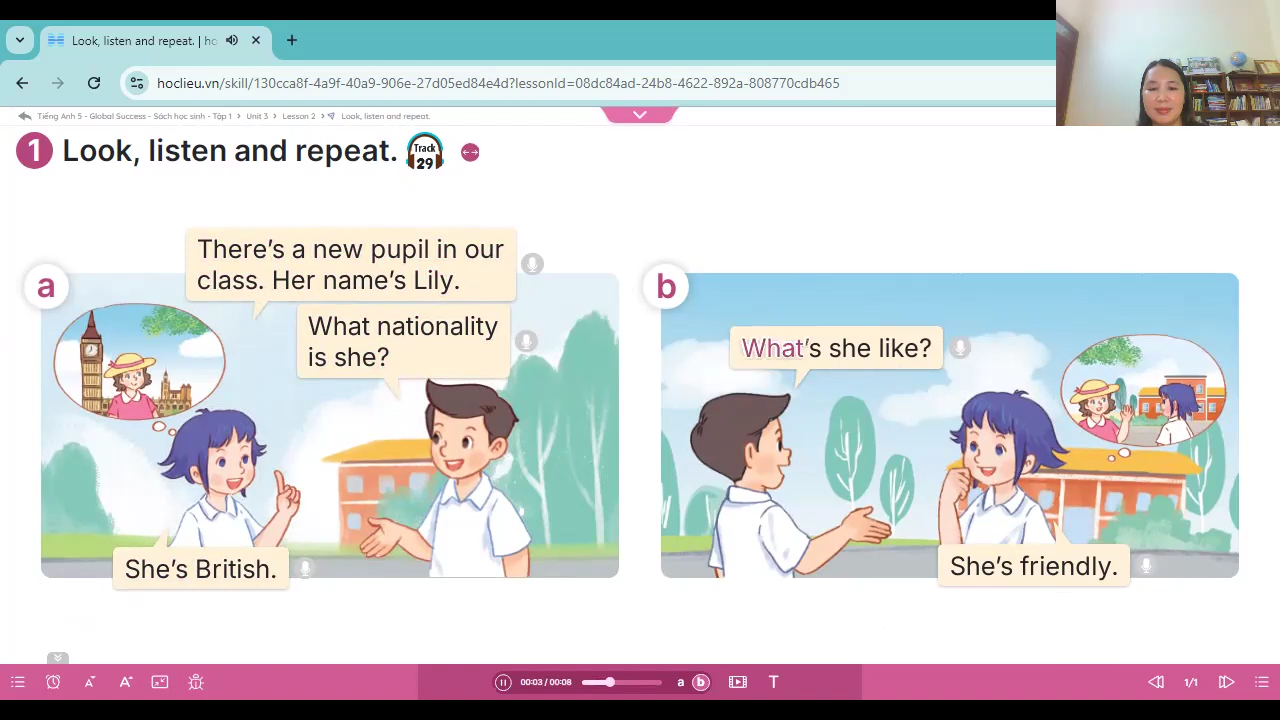 Look, listen and repeat. | ho
hoclieu.vn/skill/130cca8f-4a9f-40a9-906e-27d05ed84e4d?lessonId=08dc84ad-24b8-4622-892a-808770cdb465
Tiếng Anh 5 - Global Success - Sách học sinh - Tập 1 > Unit 3 > Lesson 2 > Look, listen and repeat.
1 Look, listen and repeat. Track 29
a
There's a new pupil in our
class. Her name's Lily.
What nationality
is she?
She's British.
b
What's she like?
She's friendly.
00:03 / 00:08 a b T 1/1
A A